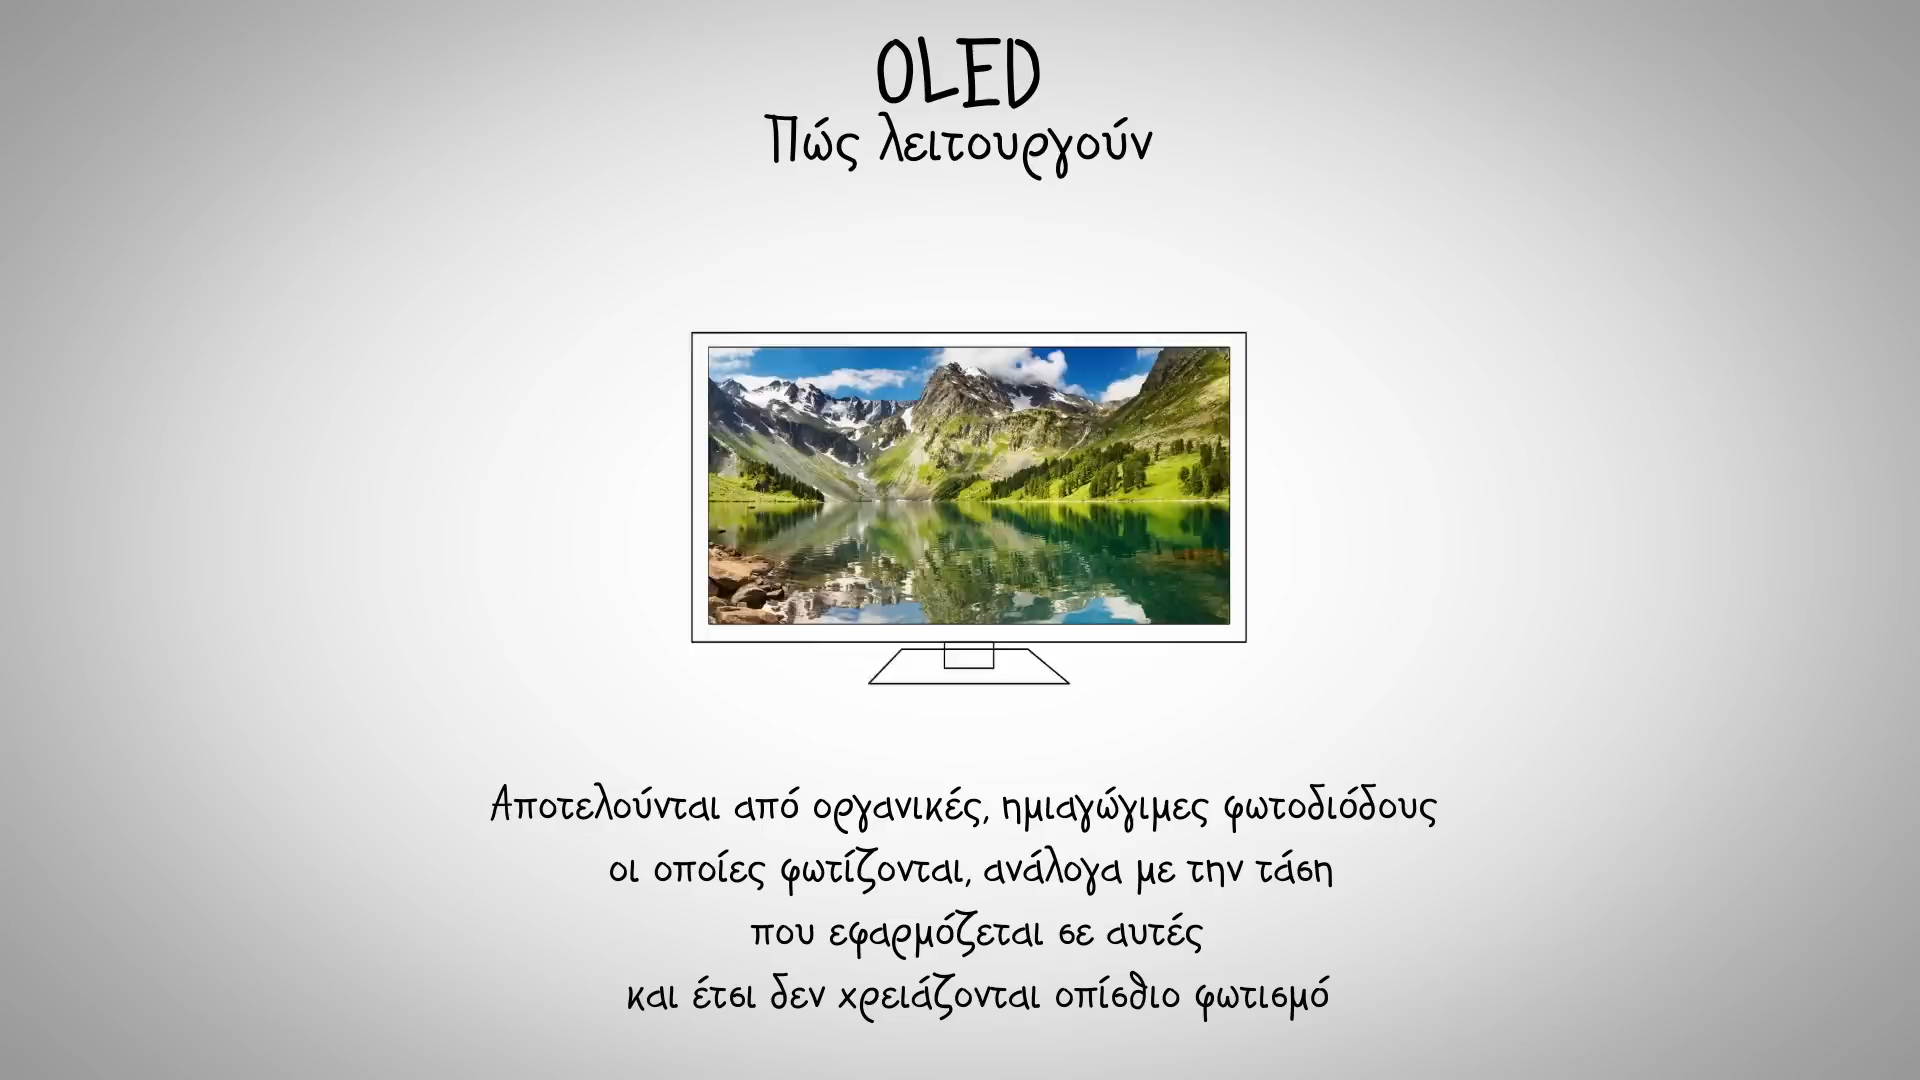 OLED
Πώς λειτουργούν
Αποτελούνται από οργανικές, ημιαγώγιμες φωτοδιόδους
οι οποίες φωτίζονται, ανάλογα με την τάση
που εφαρμόζεται σε αυτές
και έτσι δεν χρειάζονται οπίσθιο φωτισμό